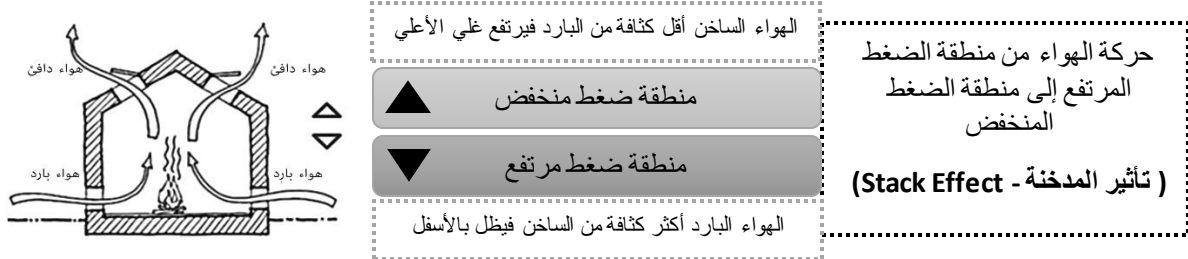 الهواء الساخن أقل كثافة من البارد فيرتفع غلي الأعلي
منطقة ضغط منخفض
منطقة ضغط مرتفع
الهواء البارد أكثر كثافة من الساخن فيظل بالأسفل
حركة الهواء من منطقة الضغط
المرتفع إلى منطقة الضغط
المنخفض
( تأثير المدخنة - Stack Effect)
هواء دافئ
هواء دافئ
هواء بارد
هواء بارد